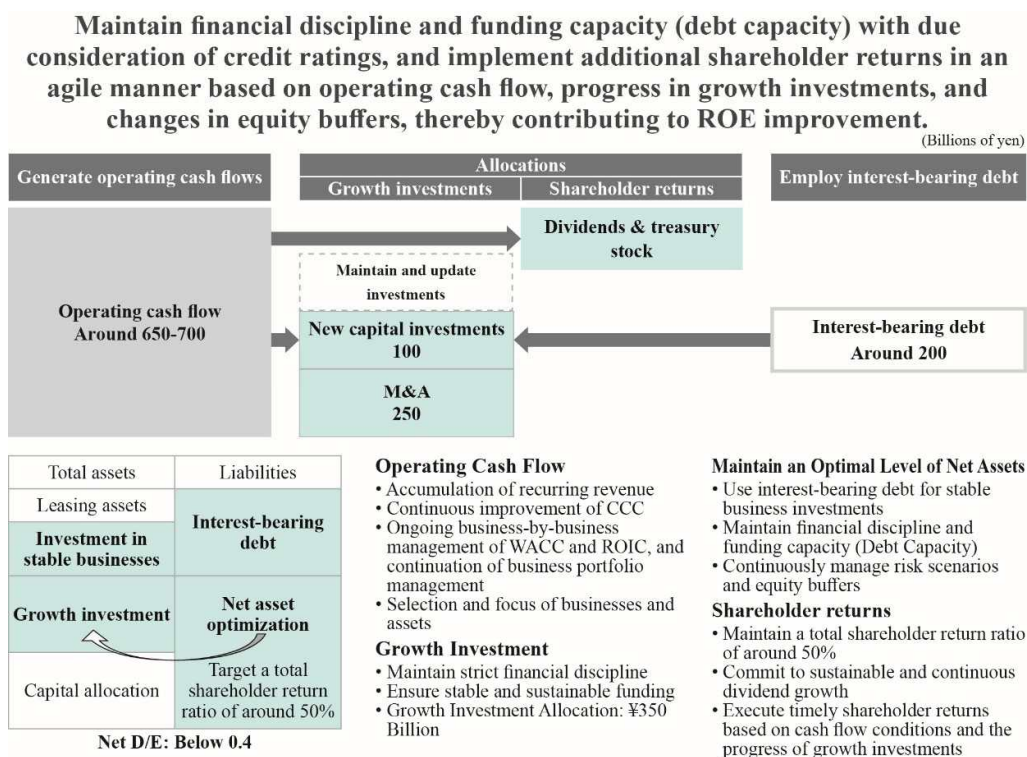 Maintain financial discipline and funding capacity (debt capacity) with due
consideration of credit ratings, and implement additional shareholder returns in an
agile manner based on operating cash flow, progress in growth investments, and
changes in equity buffers, thereby contributing to ROE improvement.
(Billions of yen)
Generate operating cash flows
Allocations
Growth investments
Shareholder returns
Employ interest-bearing debt
Dividends & treasury
stock
Maintain and update
investments
Operating cash flow
Around 650-700
New capital investments
100
Interest-bearing debt
Around 200
M&A
250
Total assets
Liabilities
Leasing assets
Investment in
stable businesses
Interest-bearing
debt
Growth investment
Net asset
optimization
Capital allocation
Target a total
shareholder return
ratio of around 50%
Net D/E: Below 0.4
Operating Cash Flow
• Accumulation of recurring revenue
• Continuous improvement of CCC
• Ongoing business-by-business
management of WACC and ROIC, and
continuation of business portfolio
management
• Selection and focus of businesses and
assets
Growth Investment
• Maintain strict financial discipline
• Ensure stable and sustainable funding
• Growth Investment Allocation: ¥350
Billion
Maintain an Optimal Level of Net Assets
• Use interest-bearing debt for stable
business investments
• Maintain financial discipline and
funding capacity (Debt Capacity)
• Continuously manage risk scenarios
and equity buffers
Shareholder returns
• Maintain a total shareholder return ratio
of around 50%
• Commit to sustainable and continuous
dividend growth
• Execute timely shareholder returns
based on cash flow conditions and the
progress of growth investments